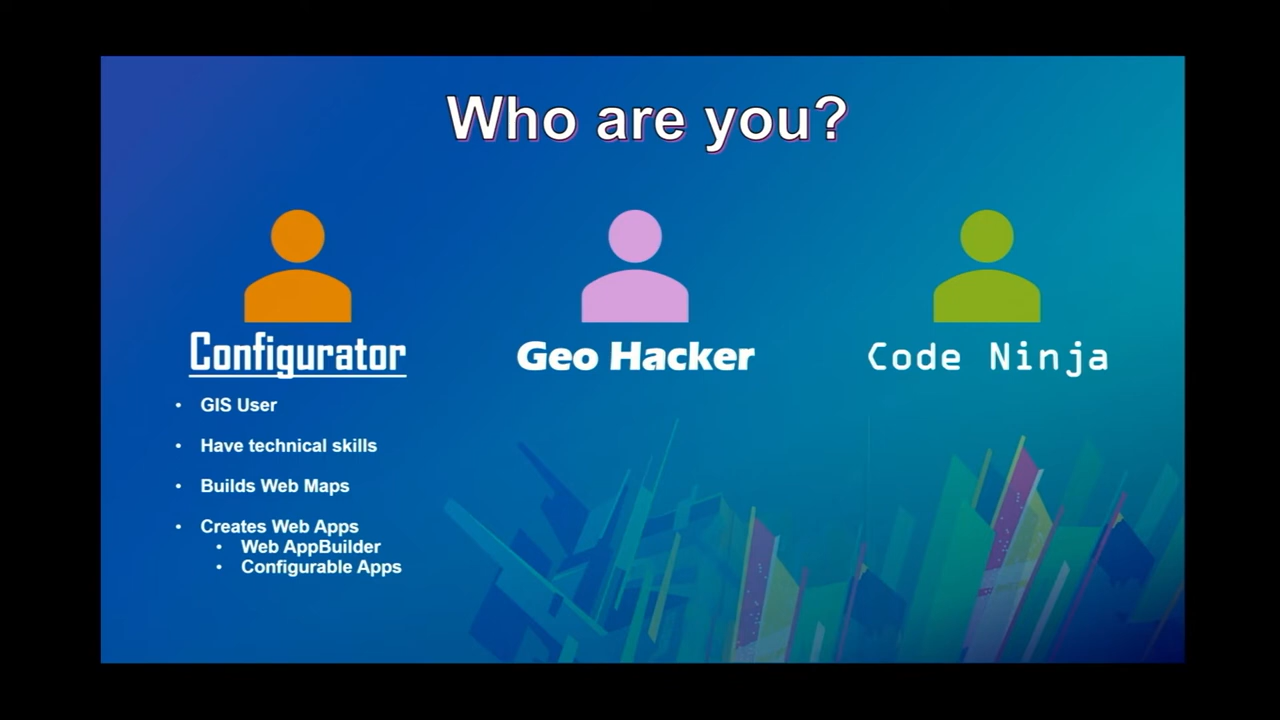 Who are you?
Configurator
Geo Hacker
Code Ninja
• GIS User
• Have technical skills
• Builds Web Maps
• Creates Web Apps
• Web AppBuilder
• Configurable Apps